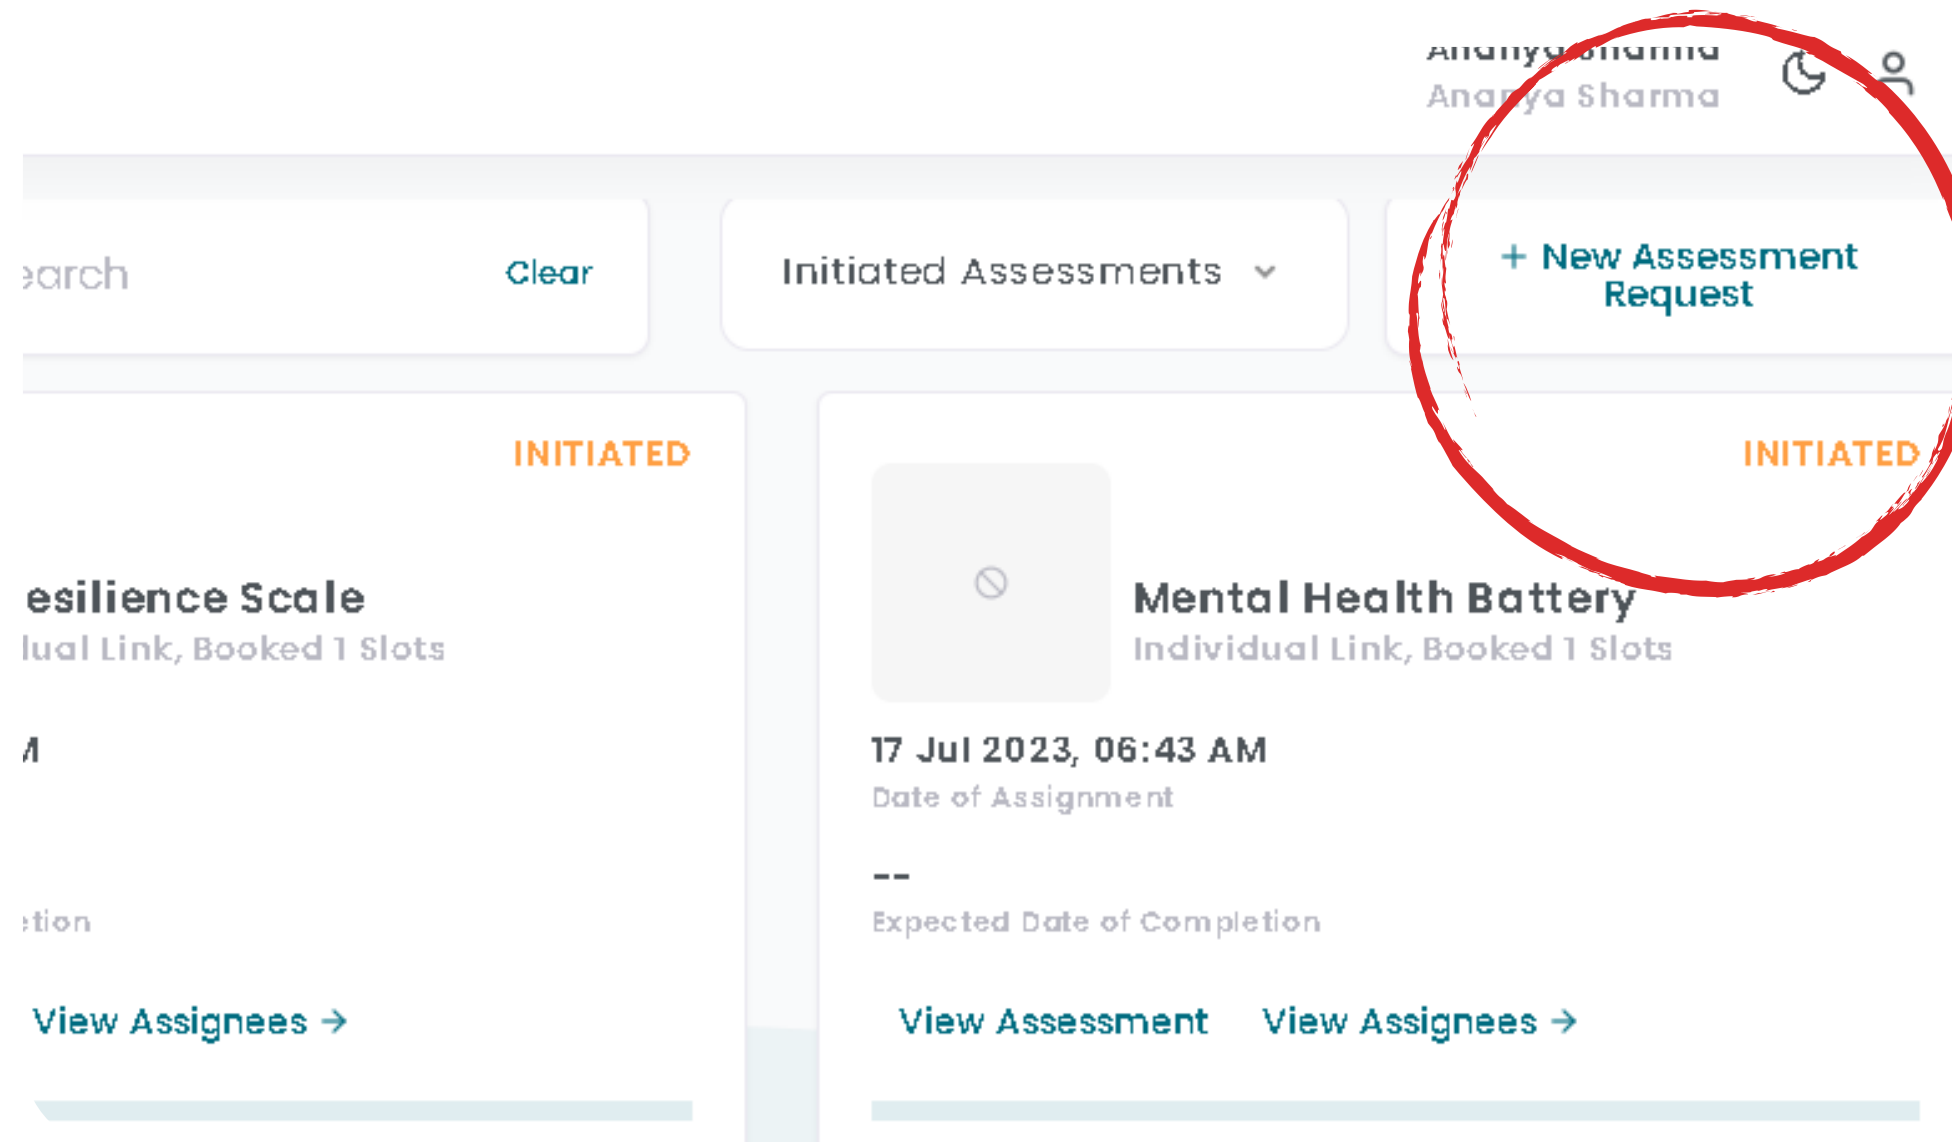 Ananya Sharma
Ananya Sharma
Clear
Initiated Assessments
+ New Assessment
Request
INITIATED
INITIATED
esilience Scale
Mental Health Battery
lual Link, Booked 1 Slots
Individual Link, Booked 1 Slots
17 Jul 2023, 06:43 AM
Date of Assignment
--
Expected Date of Completion
View Assignees →
View Assessment
View Assignees →